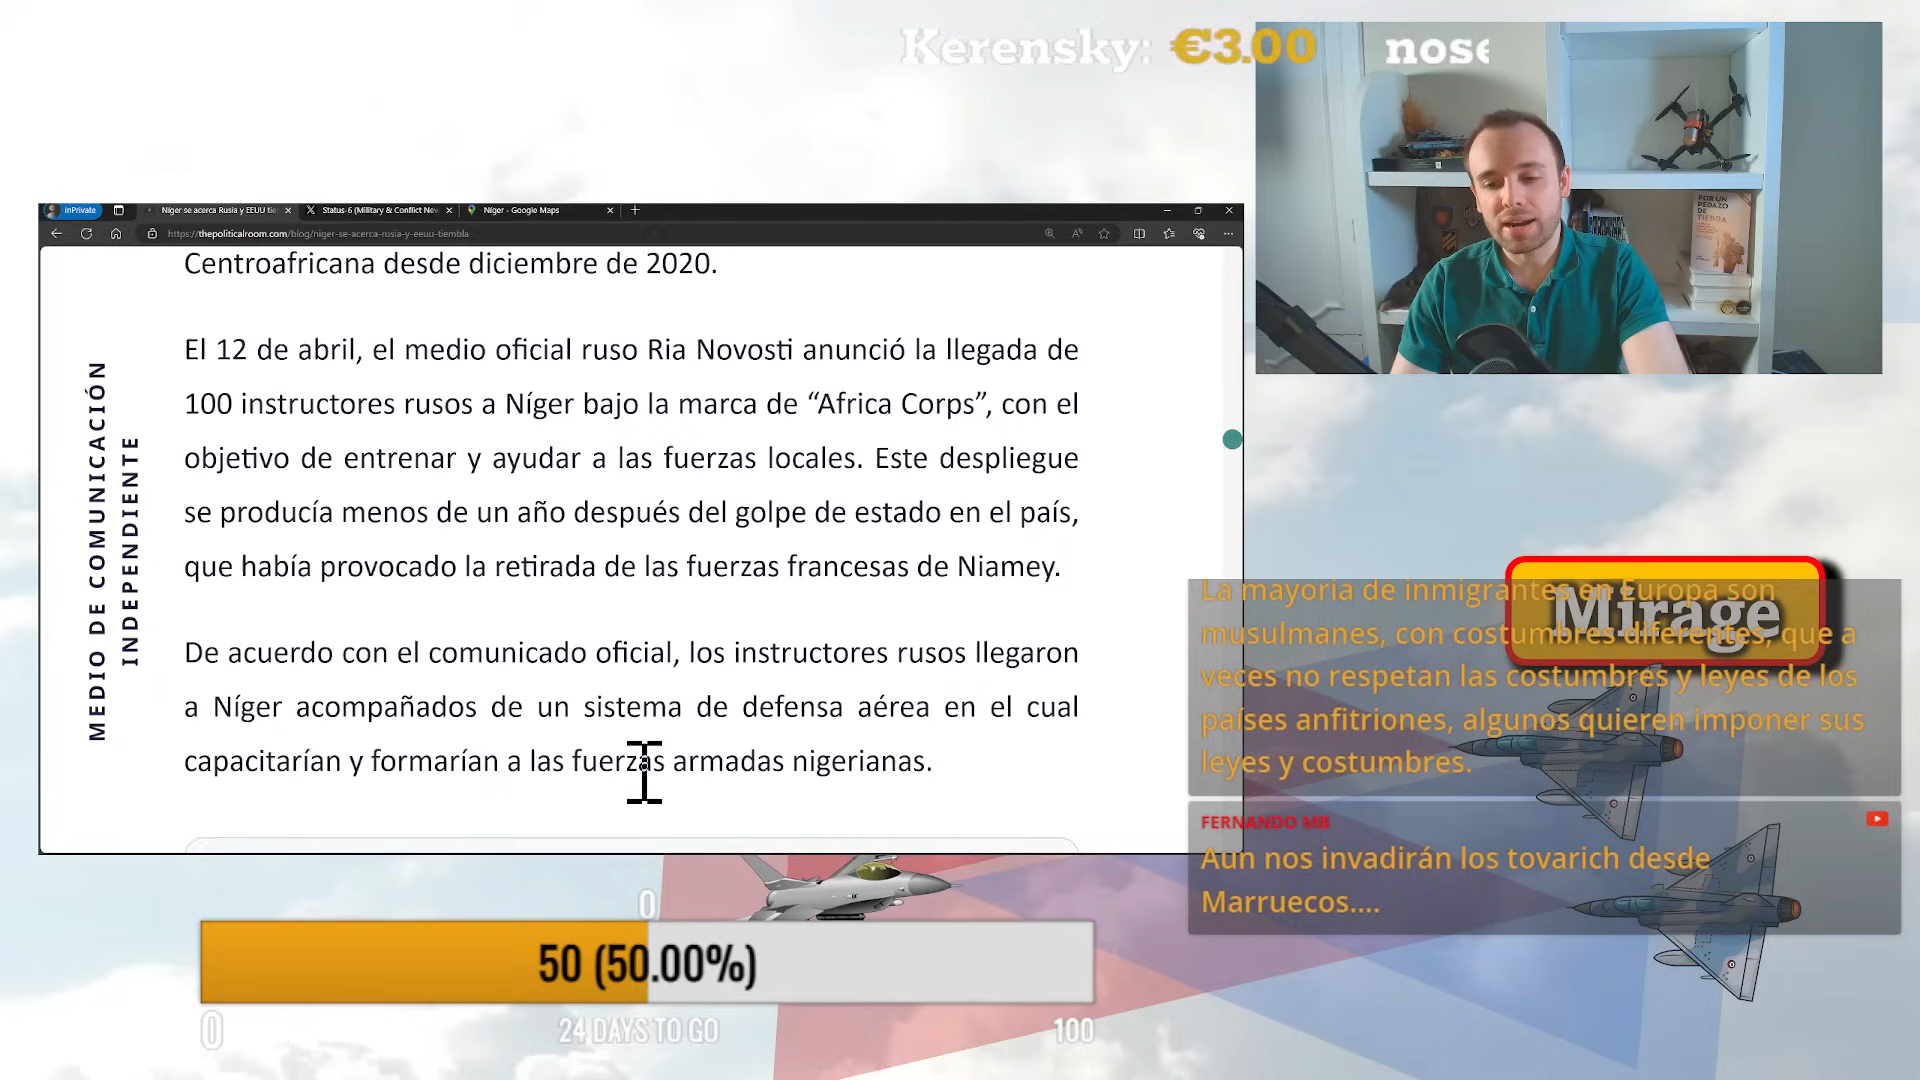 Kerensky: €3.00 nose
InPrivate
Níger se acerca Rusia y EEUU tie
Status-6 (Military & Conflict Nev
Níger - Google Maps
https://thepoliticalroom.com/blog/niger-se-acerca-rusia-y-eeuu-tiembla
MEDIO DE COMUNICACIÓN
INDEPENDIENTE
Centroafricana desde diciembre de 2020.
El 12 de abril, el medio oficial ruso Ria Novosti anunció la llegada de
100 instructores rusos a Níger bajo la marca de “Africa Corps”, con el
objetivo de entrenar y ayudar a las fuerzas locales. Este despliegue
se producía menos de un año después del golpe de estado en el país,
que había provocado la retirada de las fuerzas francesas de Niamey.
De acuerdo con el comunicado oficial, los instructores rusos llegaron
a Níger acompañados de un sistema de defensa aérea en el cual
capacitarían y formarían a las fuerzas armadas nigerianas.
POR UN
PEDAZO
DE
TIERRA
Mirage
La mayoría de inmigrantes en Europa son
musulmanes, con costumbres diferentes, que a
veces no respetan las costumbres y leyes de los
países anfitriones, algunos quieren imponer sus
leyes y costumbres.
FERNANDO MB
Aun nos invadirán los tovarich desde
Marruecos....
0
50 (50.00%)
0
24 DAYS TO GO
100